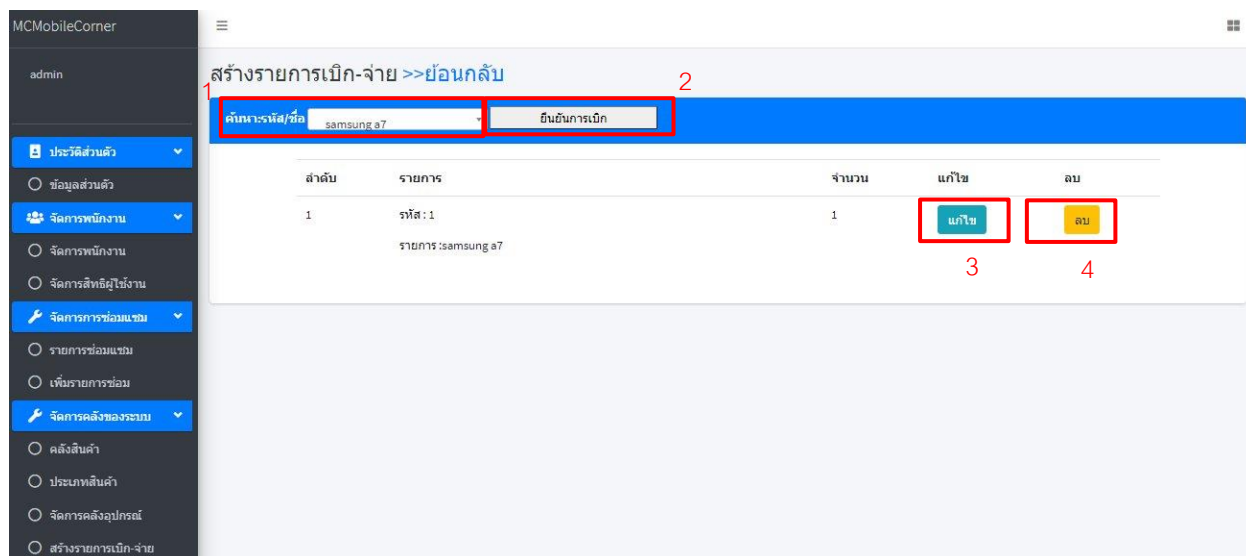 MCMobileCorner
admin
สร้างรายการเบิก-จ่าย >>ย้อนกลับ
1
2
ค้นหา:รหัส/ชื่อ samsung a7 ยืนยันการเบิก
ประวัติส่วนตัว
ข้อมูลส่วนตัว
จัดการพนักงาน
จัดการพนักงาน
จัดการสิทธิผู้ใช้งาน
จัดการการซ่อมแซม
รายการซ่อมแซม
เพิ่มรายการซ่อม
จัดการคลังของระบบ
คลังสินค้า
ประเภทสินค้า
จัดการคลังอุปกรณ์
สร้างรายการเบิก-จ่าย
ลำดับ รายการ จำนวน แก้ไข ลบ
1 รหัส : 1 1 แก้ไข ลบ
รายการ :samsung a7
3 4